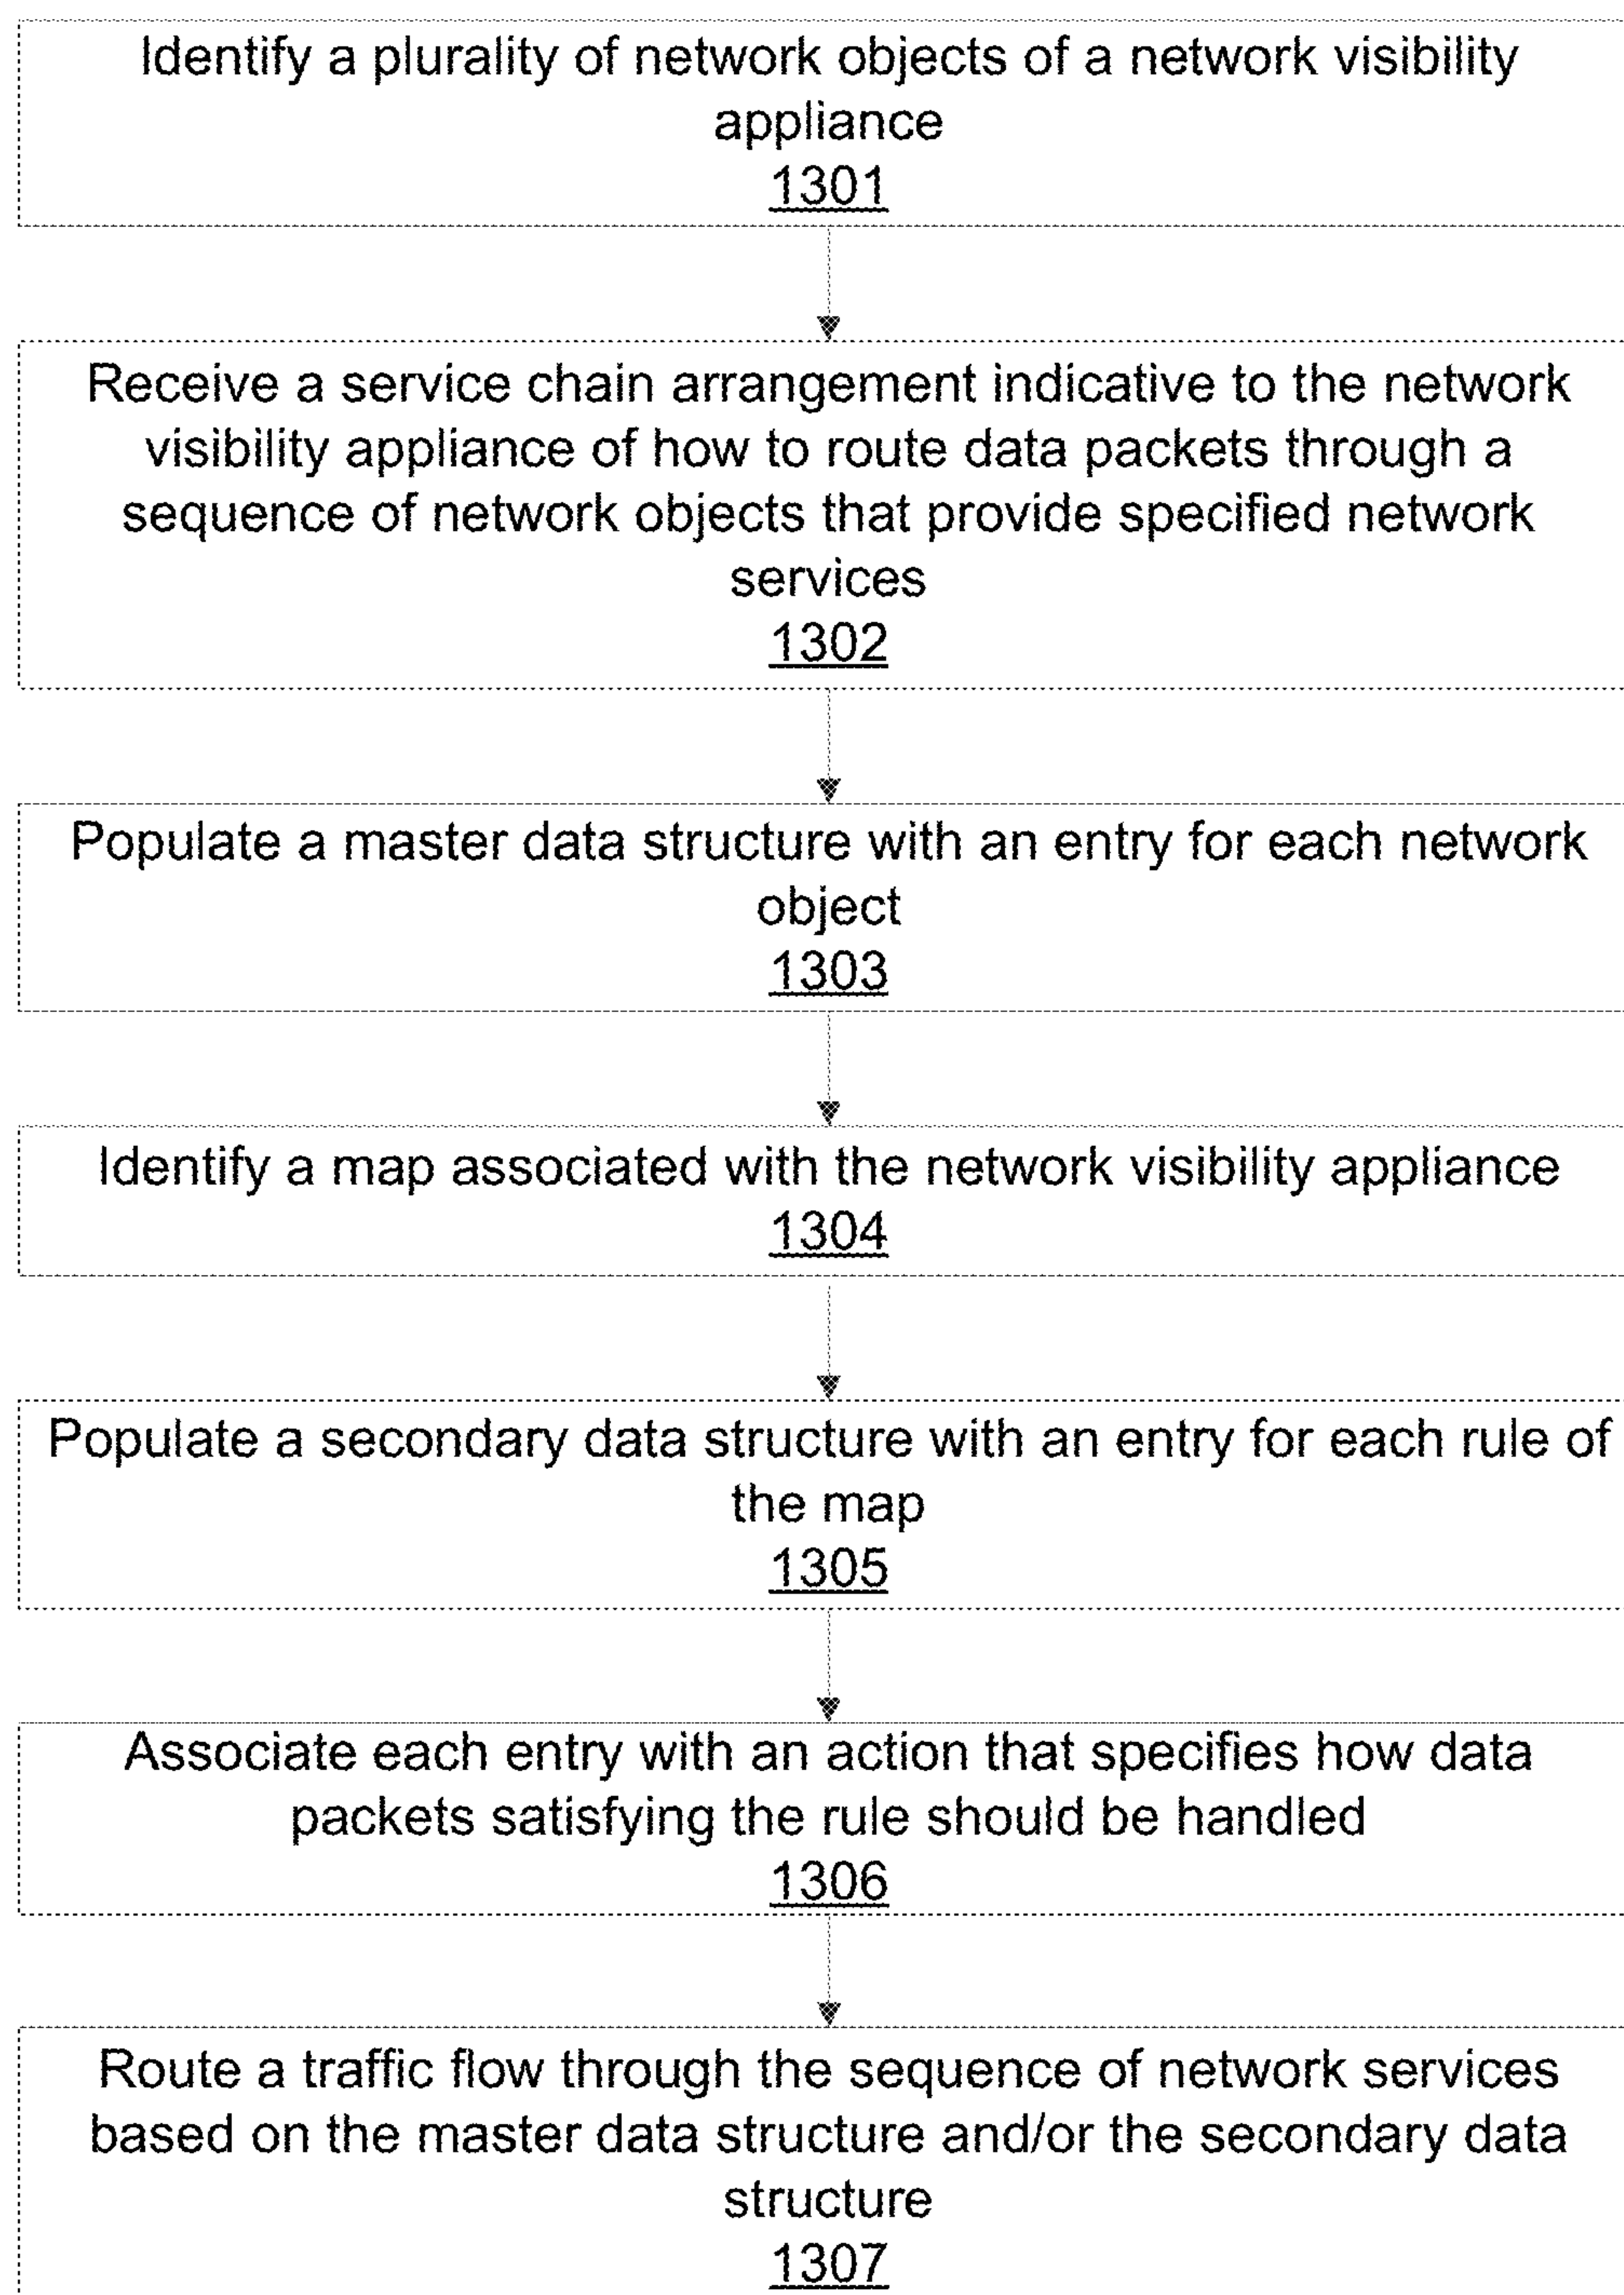 Identify a plurality of network objects of a network visibility
appliance
1301
Receive a service chain arrangement indicative to the network
visibility appliance of how to route data packets through a
sequence of network objects that provide specified network
services
1302
Populate a master data structure with an entry for each network
object
1303
Identify a map associated with the network visibility appliance
1304
Populate a secondary data structure with an entry for each rule of
the map
1305
Associate each entry with an action that specifies how data
packets satisfying the rule should be handled
1306
Route a traffic flow through the sequence of network services
based on the master data structure and/or the secondary data
structure
1307